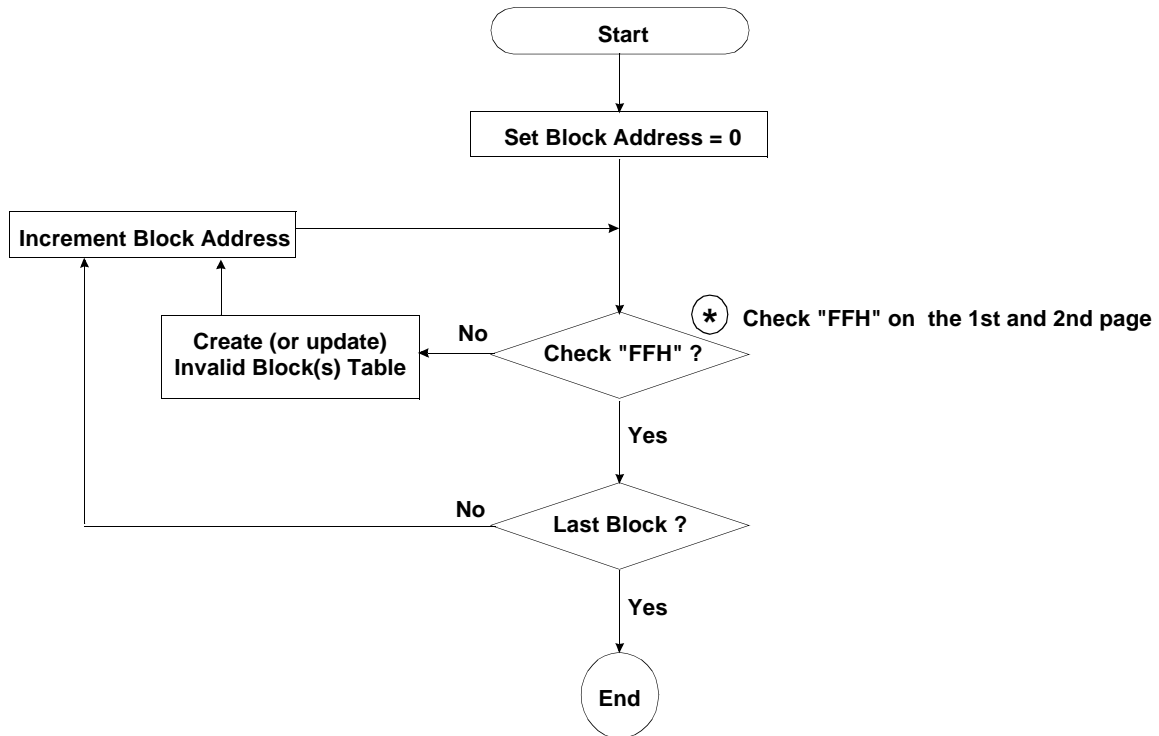 Start
Set Block Address = 0
Increment Block Address
* Check "FFH" on the 1st and 2nd page
No
Create (or update)
Invalid Block(s) Table
Check "FFH" ?
Yes
No
Last Block ?
Yes
End